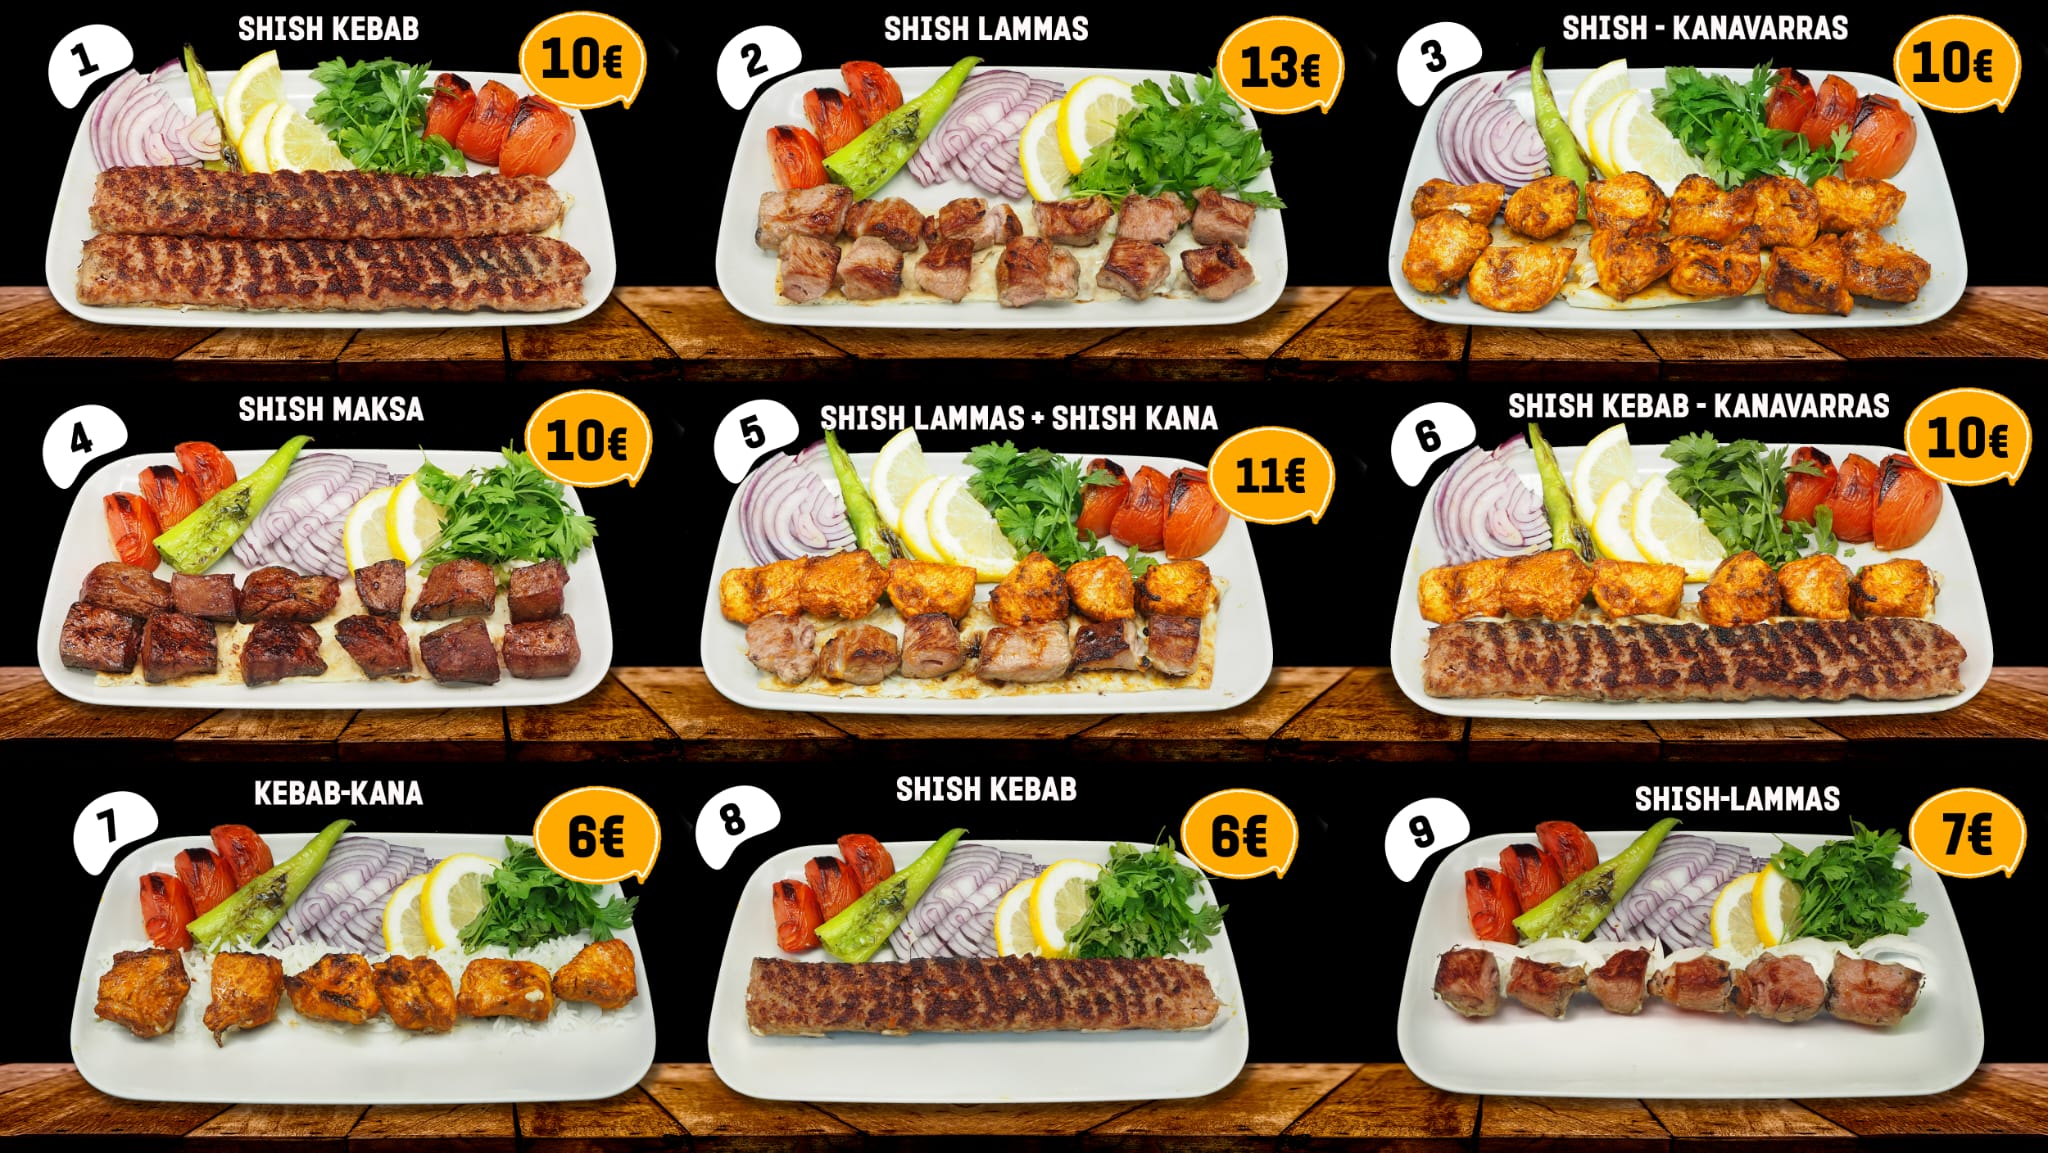 1
SHISH KEBAB
10€
2
SHISH LAMMAS
13€
3
SHISH - KANAVARRAS
10€
4
SHISH MAKSA
10€
5
SHISH LAMMAS + SHISH KANA
11€
6
SHISH KEBAB - KANAVARRAS
10€
7
KEBAB-KANA
6€
8
SHISH KEBAB
6€
9
SHISH-LAMMAS
7€